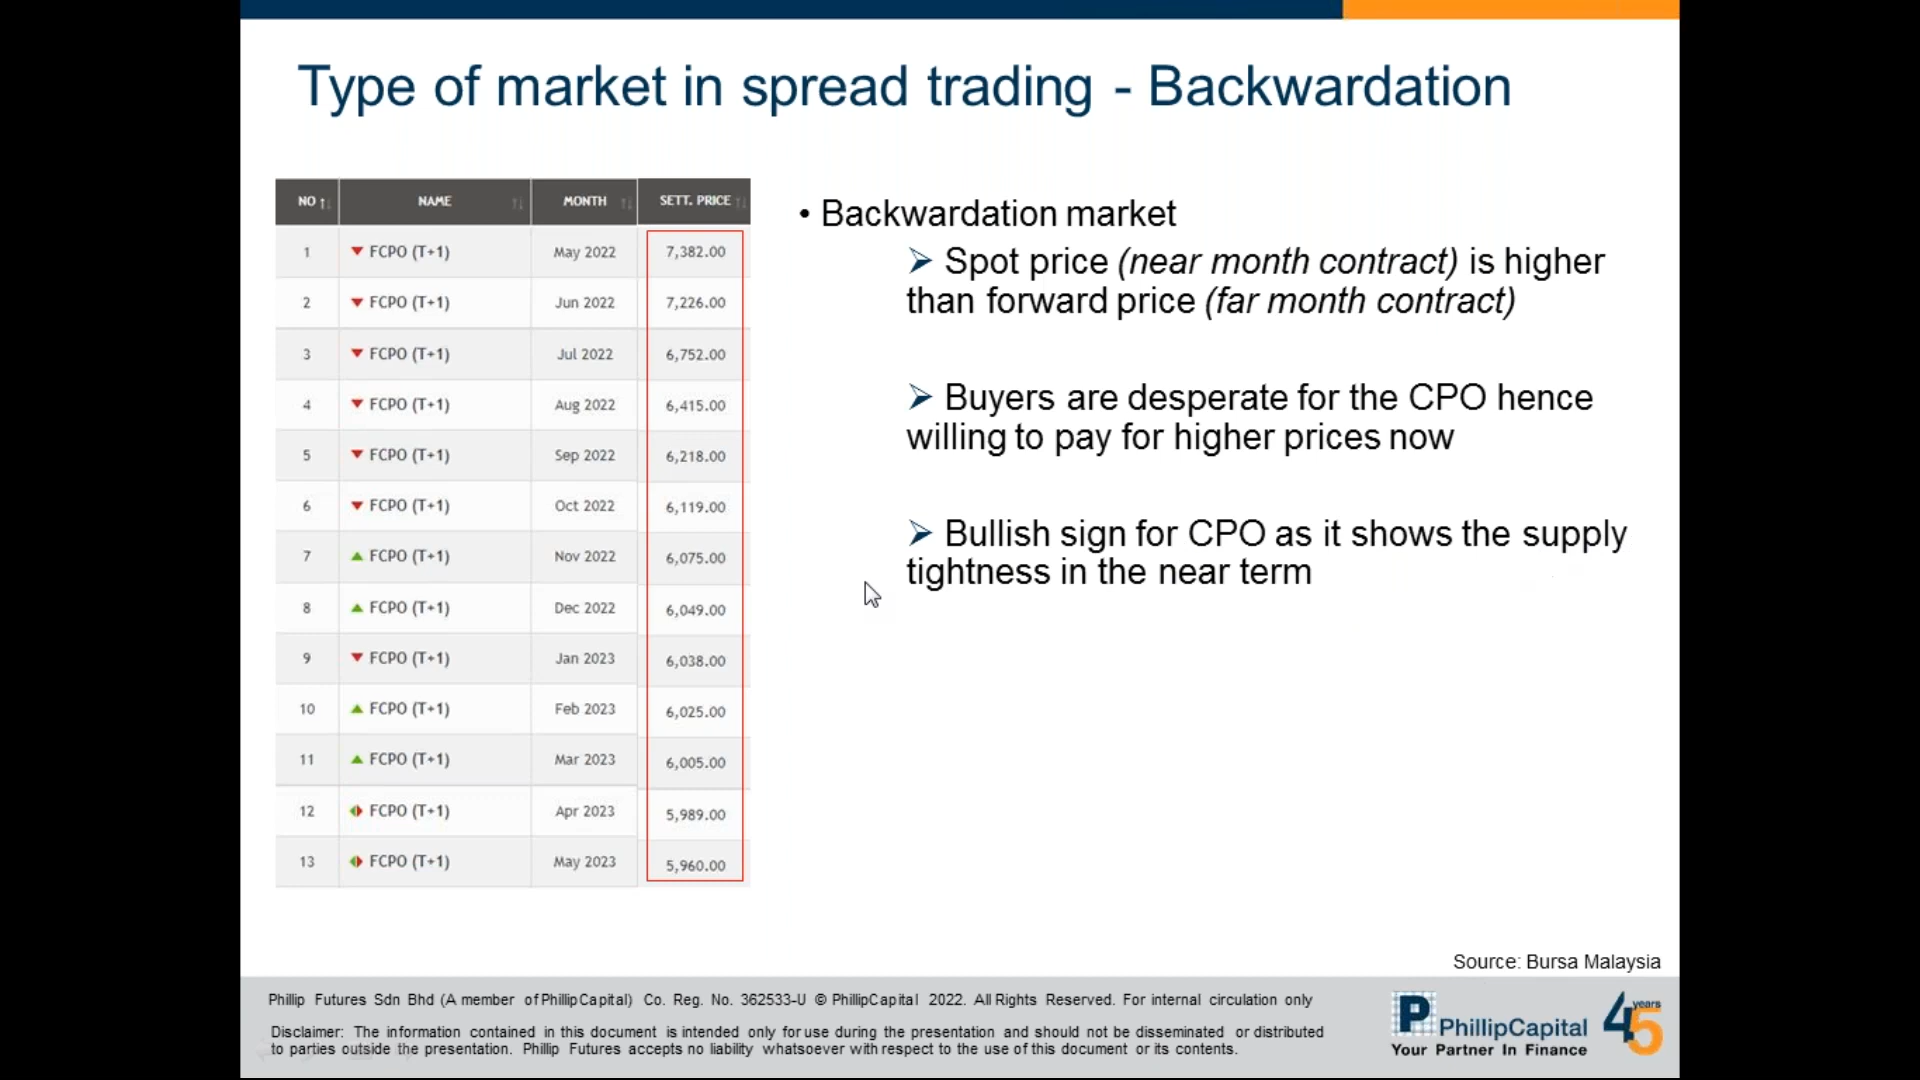 Type of market in spread trading - Backwardation
NO NAME MONTH SETT. PRICE
1 FCPO (T+1) May 2022 7,382.00
2 FCPO (T+1) Jun 2022 7,226.00
3 FCPO (T+1) Jul 2022 6,752.00
4 FCPO (T+1) Aug 2022 6,415.00
5 FCPO (T+1) Sep 2022 6,218.00
6 FCPO (T+1) Oct 2022 6,119.00
7 FCPO (T+1) Nov 2022 6,075.00
8 FCPO (T+1) Dec 2022 6,049.00
9 FCPO (T+1) Jan 2023 6,038.00
10 FCPO (T+1) Feb 2023 6,025.00
11 FCPO (T+1) Mar 2023 6,005.00
12 FCPO (T+1) Apr 2023 5,989.00
13 FCPO (T+1) May 2023 5,960.00
• Backwardation market
➢ Spot price (near month contract) is higher
than forward price (far month contract)
➢ Buyers are desperate for the CPO hence
willing to pay for higher prices now
➢ Bullish sign for CPO as it shows the supply
tightness in the near term
Source: Bursa Malaysia
Phillip Futures Sdn Bhd (A member of PhillipCapital) Co. Reg. No. 362533-U © PhillipCapital 2022. All Rights Reserved. For internal circulation only
Disclaimer: The information contained in this document is intended only for use during the presentation and should not be disseminated or distributed
to parties outside the presentation. Phillip Futures accepts no liability whatsoever with respect to the use of this document or its contents.
P PhillipCapital
Your Partner In Finance
45 years